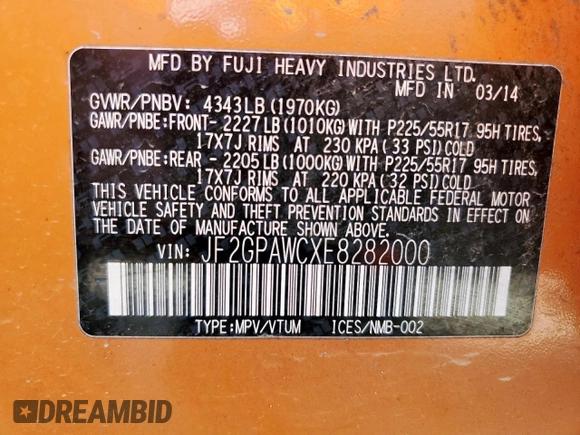 MFD BY FUJI HEAVY INDUSTRIES LTD.
MFD IN 03/14
GVWR/PNBV: 4343LB(1970KG)
GAWR/PNBE:FRONT- 2227LB(1010KG)WITH P225/55R17 95H TIRES,
17X7J RIMS AT 230 KPA(33 PSI)COLD
GAWR/PNBE:REAR - 2205LB(1000KG)WITH P225/55R17 95H TIRES,
17X7J RIMS AT 220 KPA(32 PSI)COLD
THIS VEHICLE CONFORMS TO ALL APPLICABLE FEDERAL MOTOR
VEHICLE SAFETY AND THEFT PREVENTION STANDARDS IN EFFECT ON
THE DATE OF MANUFACTURE SHOWN ABOVE.
VIN: JF2GPAWCXE8282000
TYPE:MPV/VTUM ICES/NMB-002
DREAMBID